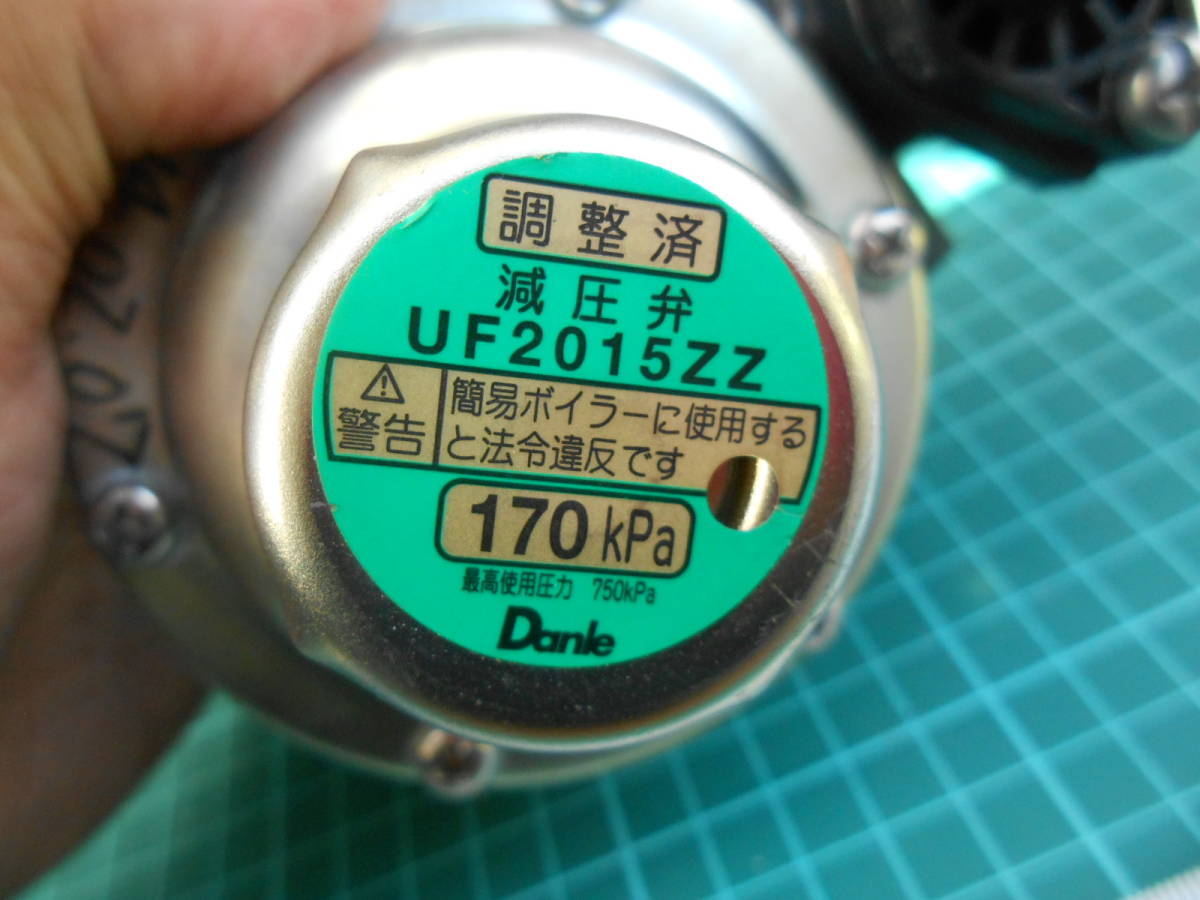 調整済
減圧弁
UF2015ZZ
警告
簡易ボイラーに使用する
と法令違反です
170 kPa
最高使用圧力 750kPa
Danle